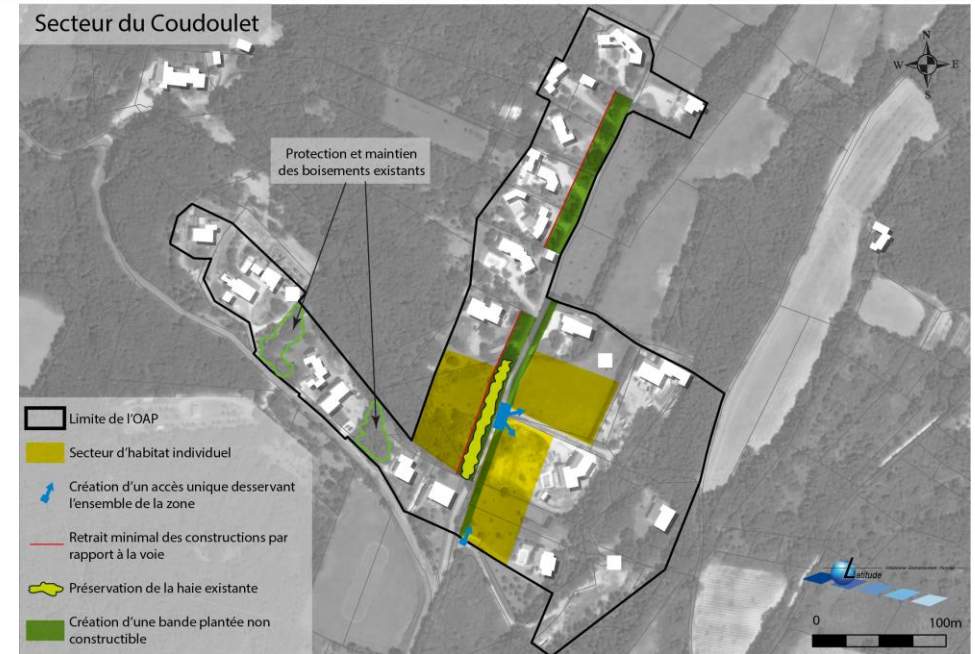 Secteur du Coudoulet
N
W E
S
Protection et maintien
des boisements existants
Limite de l'OAP
Secteur d'habitat individuel
Création d'un accès unique desservant
l'ensemble de la zone
Retrait minimal des constructions par
rapport à la voie
Préservation de la haie existante
Création d'une bande plantée non
constructible
Latitude
0 100m